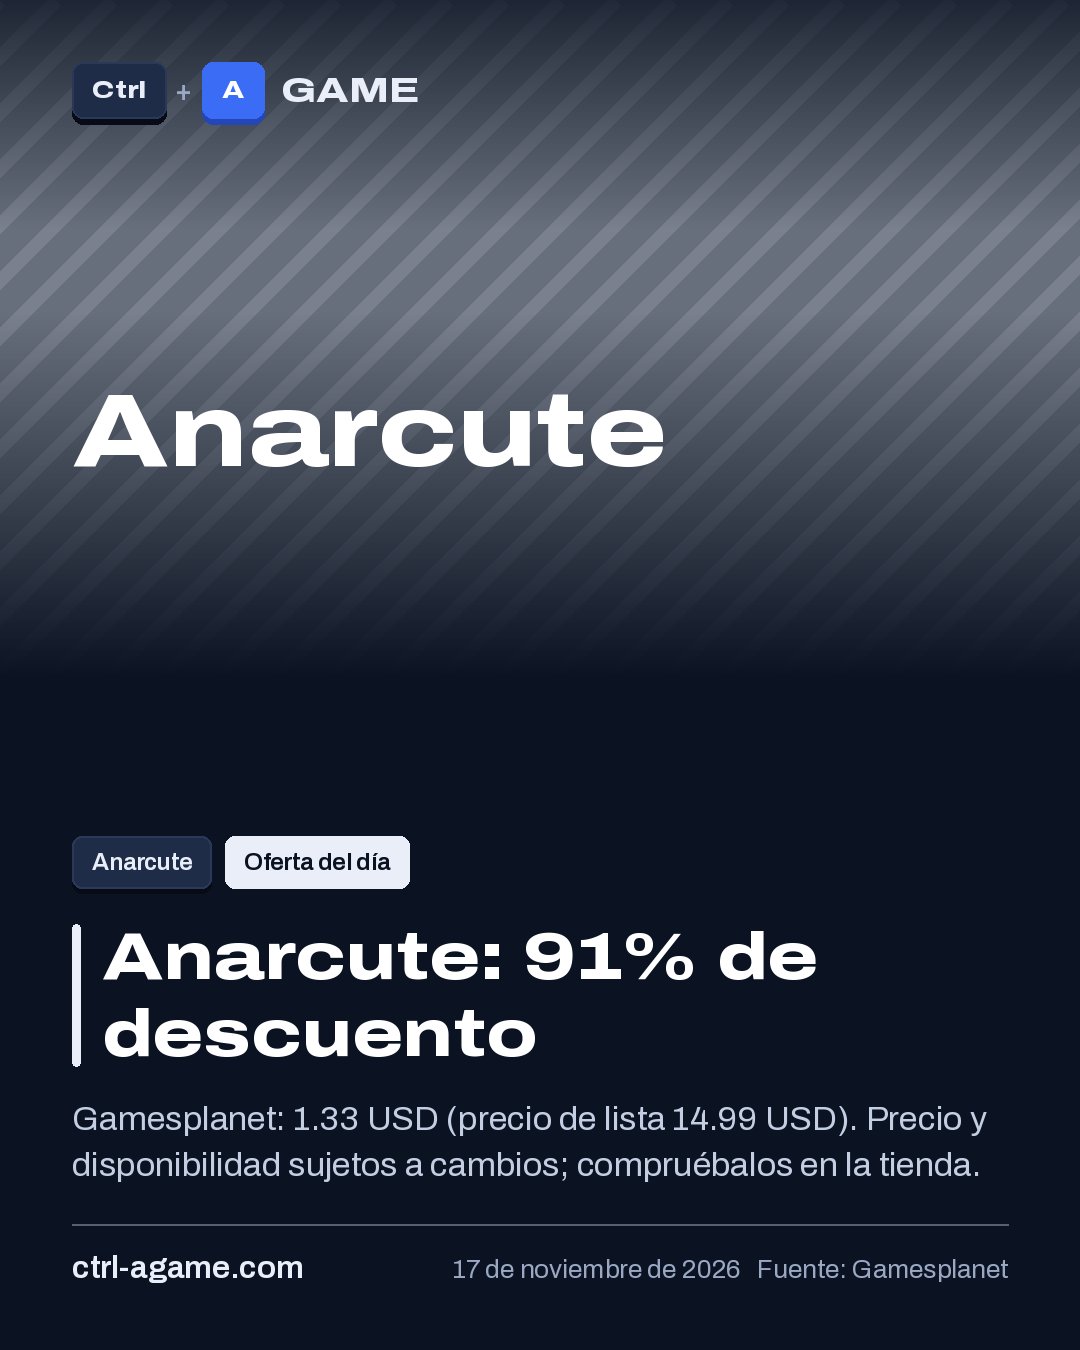 Ctrl + A GAME
Anarcute
Anarcute Oferta del día
Anarcute: 91% de
descuento
Gamesplanet: 1.33 USD (precio de lista 14.99 USD). Precio y
disponibilidad sujetos a cambios; compruébalos en la tienda.
ctrl-agame.com 17 de noviembre de 2026 Fuente: Gamesplanet